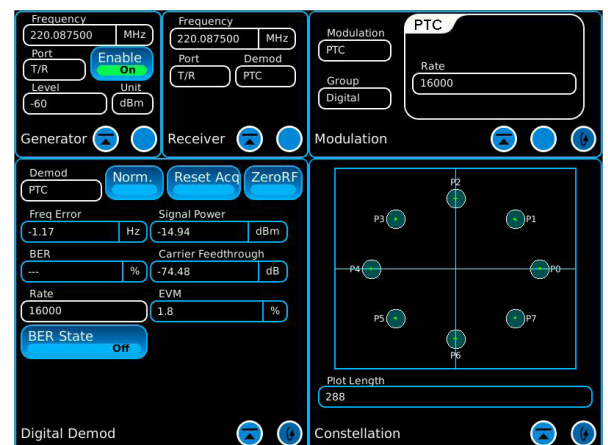 Frequency
220.087500 MHz
Port
T/R
Enable
On
Level
-60
Unit
dBm
Generator
Frequency
220.087500 MHz
Port
T/R
Demod
PTC
Receiver
Modulation
PTC
Group
Digital
PTC
Rate
16000
Modulation
Demod
PTC
Norm.
Reset Acq
ZeroRF
Freq Error
-1.17 Hz
Signal Power
-14.94 dBm
BER
--- %
Carrier Feedthrough
-74.48 dB
Rate
16000
EVM
1.8 %
BER State
Off
Digital Demod
P2
P3
P1
P4
P0
P5
P7
P6
Plot Length
288
Constellation